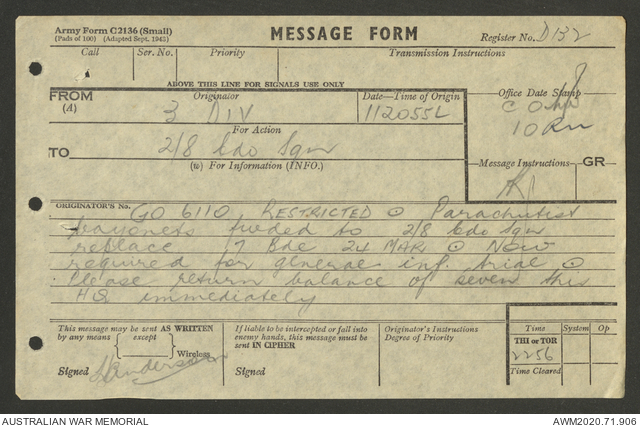 Army Form C2136 (Small)
(Pads of 100) (Adapted Sept. 1943)
MESSAGE FORM
Register No. D132
Call Ser. No. Priority Transmission Instructions
ABOVE THIS LINE FOR SIGNALS USE ONLY
FROM Originator Date—Time of Origin Office Date Stamp
(A) 3 DIV 112055L
For Action
TO 2/8 Cdo Sqn
(w) For Information (INFO.) Message Instructions GR
ORIGINATOR'S No.
GO 6110 RESTRICTED ⊙ Parachutist
bayonets to 2/8 Cdo Sqn
replace 17 Bde 24 MAR ⊙ Now
required for general inf. trial ⊙
Please return balance of seven this
HQ immediately
This message may be sent AS WRITTEN
by any means { except } Wireless
Signed Henderson
If liable to be intercepted or fall into
enemy hands, this message must be
sent IN CIPHER
Signed
Originator's Instructions
Degree of Priority
Time System Op
THI or TOR
2256
Time Cleared
AUSTRALIAN WAR MEMORIAL AWM2020.71.906